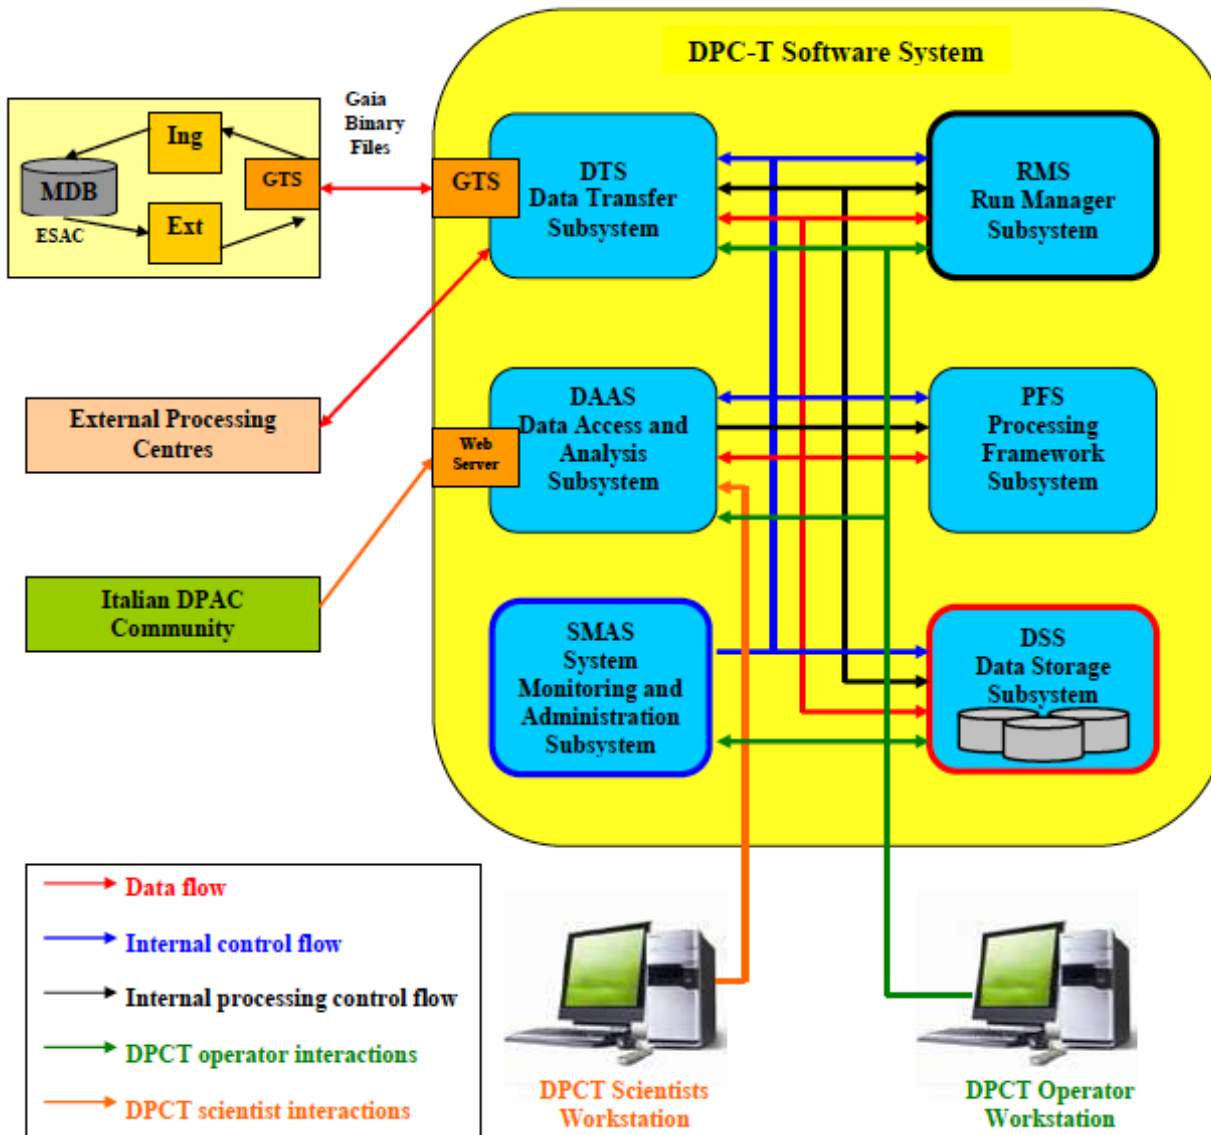 DPC-T Software System
Gaia
Binary
Files
Ing
MDB
GTS
ESAC
Ext
GTS
DTS
Data Transfer
Subsystem
RMS
Run Manager
Subsystem
External Processing
Centres
Web
Server
DAAS
Data Access and
Analysis
Subsystem
PFS
Processing
Framework
Subsystem
Italian DPAC
Community
SMAS
System
Monitoring and
Administration
Subsystem
DSS
Data Storage
Subsystem
Data flow
Internal control flow
Internal processing control flow
DPCT operator interactions
DPCT scientist interactions
DPCT Scientists
Workstation
DPCT Operator
Workstation